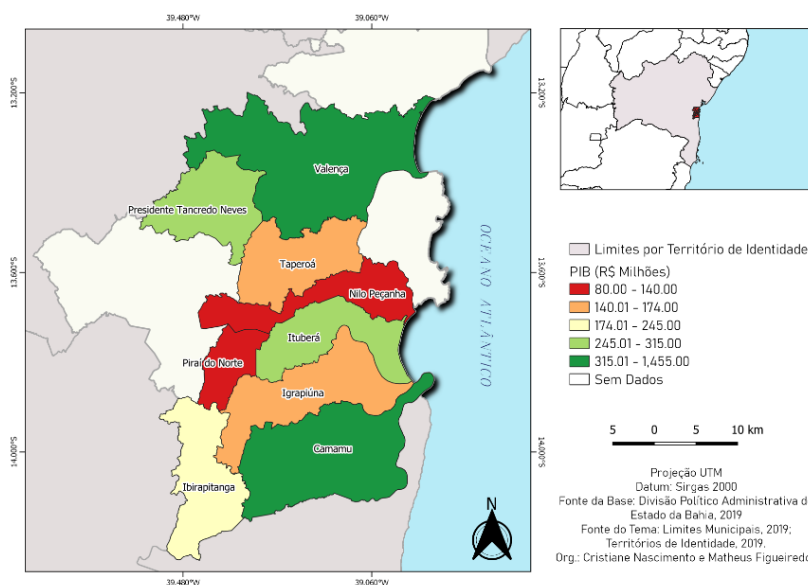 39.480°W
39.060°W
13.200°S
13.200°S
Valença
Presidente Tancredo Neves
OCEANO ATLÂNTICO
Taperoá
13.600°S
13.600°S
Nilo Peçanha
Ituberá
Piraí do Norte
Igrapiúna
14.000°S
14.000°S
Camamu
Ibirapitanga
N
39.480°W
39.060°W
Limites por Território de Identidade
PIB (R$ Milhões)
80.00 - 140.00
140.01 - 174.00
174.01 - 245.00
245.01 - 315.00
315.01 - 1,455.00
Sem Dados
5 0 5 10 km
Projeção UTM
Datum: Sirgas 2000
Fonte da Base: Divisão Político Administrativa d
Estado da Bahia, 2019
Fonte do Tema: Limites Municipais, 2019;
Territórios de Identidade, 2019.
Org.: Cristiane Nascimento e Matheus Figueired